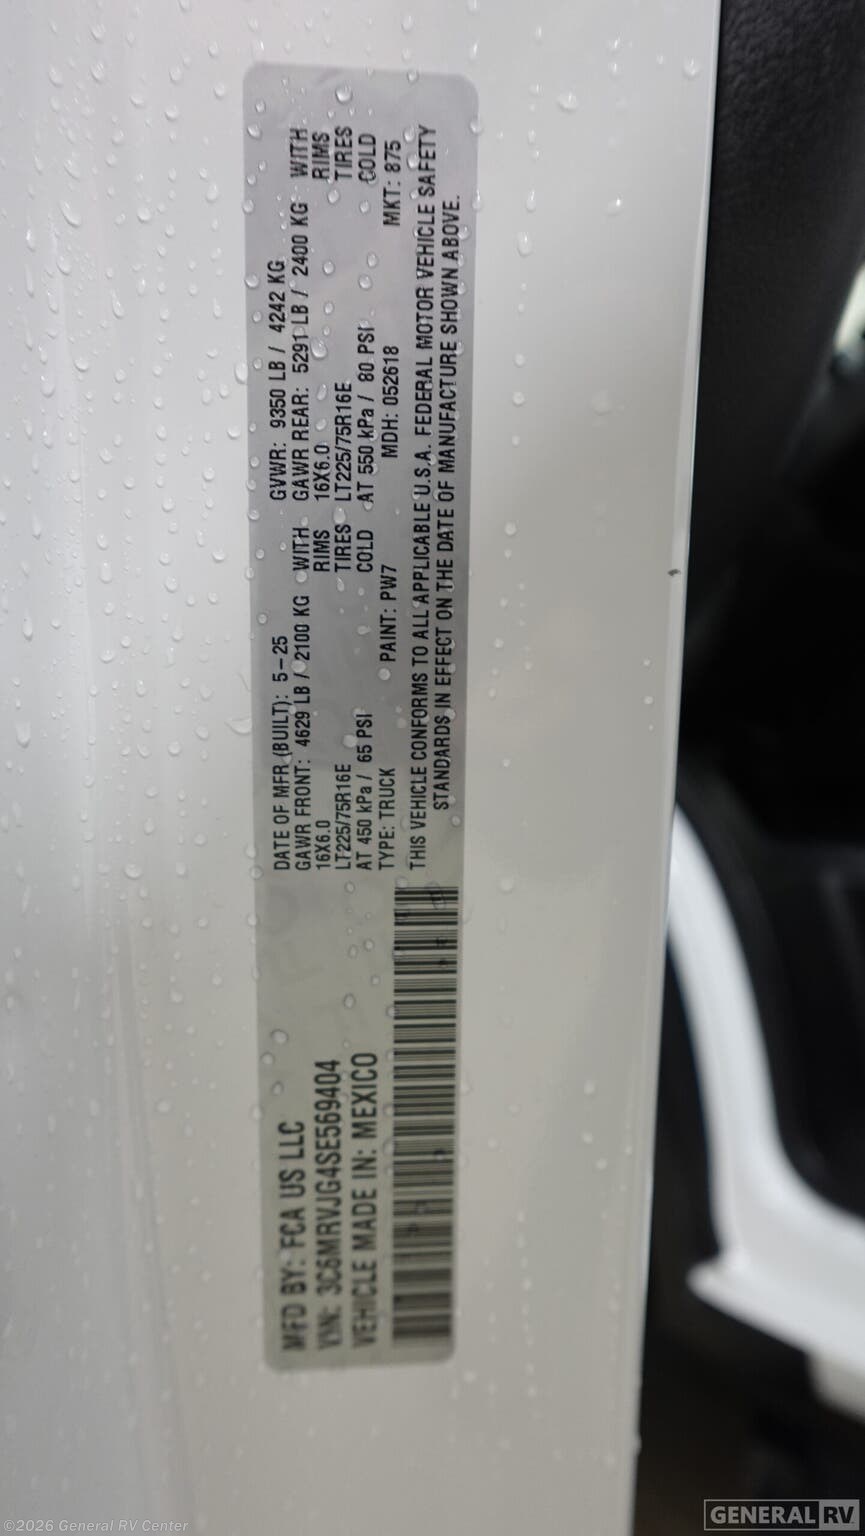 MFD BY: FCA US LLC
VIN: 3C6MRVJG4SE569404
VEHICLE MADE IN: MEXICO
DATE OF MFR (BUILT): 5-25 GVWR: 9350 LB / 4242 KG
GAWR FRONT: 4629 LB / 2100 KG WITH GAWR REAR: 5291 LB / 2400 KG WITH
16X6.0 RIMS 16X6.0 RIMS
LT225/75R16E TIRES LT225/75R16E TIRES
AT 450 kPa / 65 PSI COLD AT 550 kPa / 80 PSI COLD
TYPE: TRUCK PAINT: PW7 MDH: 052618 MKT: 875
THIS VEHICLE CONFORMS TO ALL APPLICABLE U.S.A. FEDERAL MOTOR VEHICLE SAFETY
STANDARDS IN EFFECT ON THE DATE OF MANUFACTURE SHOWN ABOVE.
©2026 General RV Center
GENERAL RV